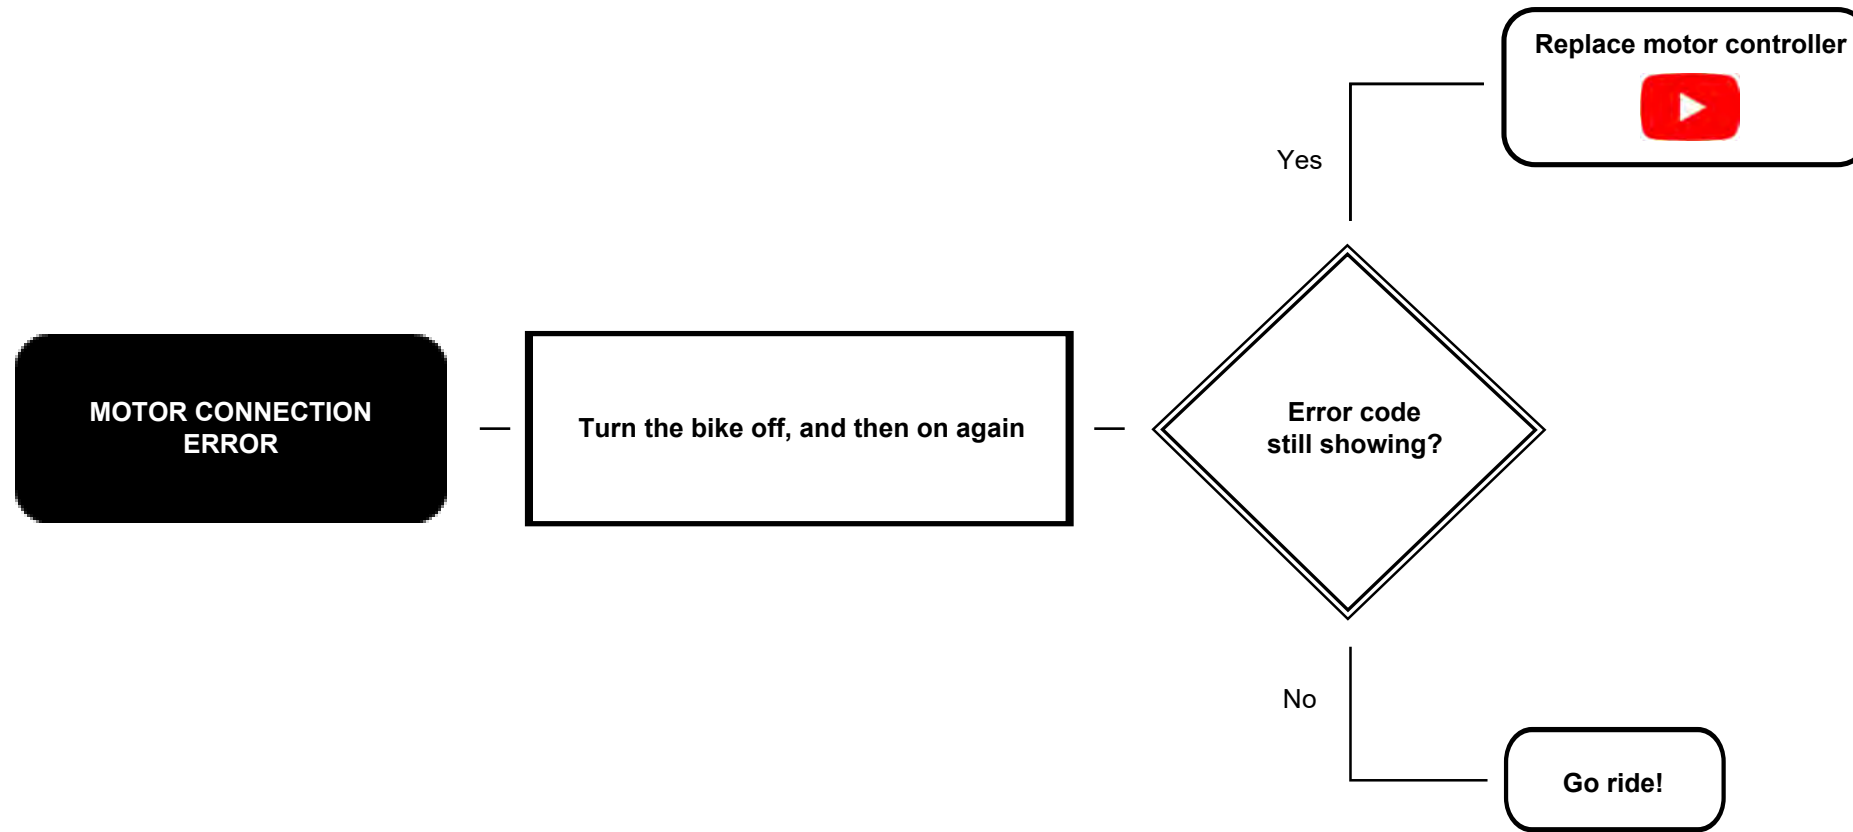 Replace motor controller
Yes
MOTOR CONNECTION
ERROR
Turn the bike off, and then on again
Error code
still showing?
No
Go ride!